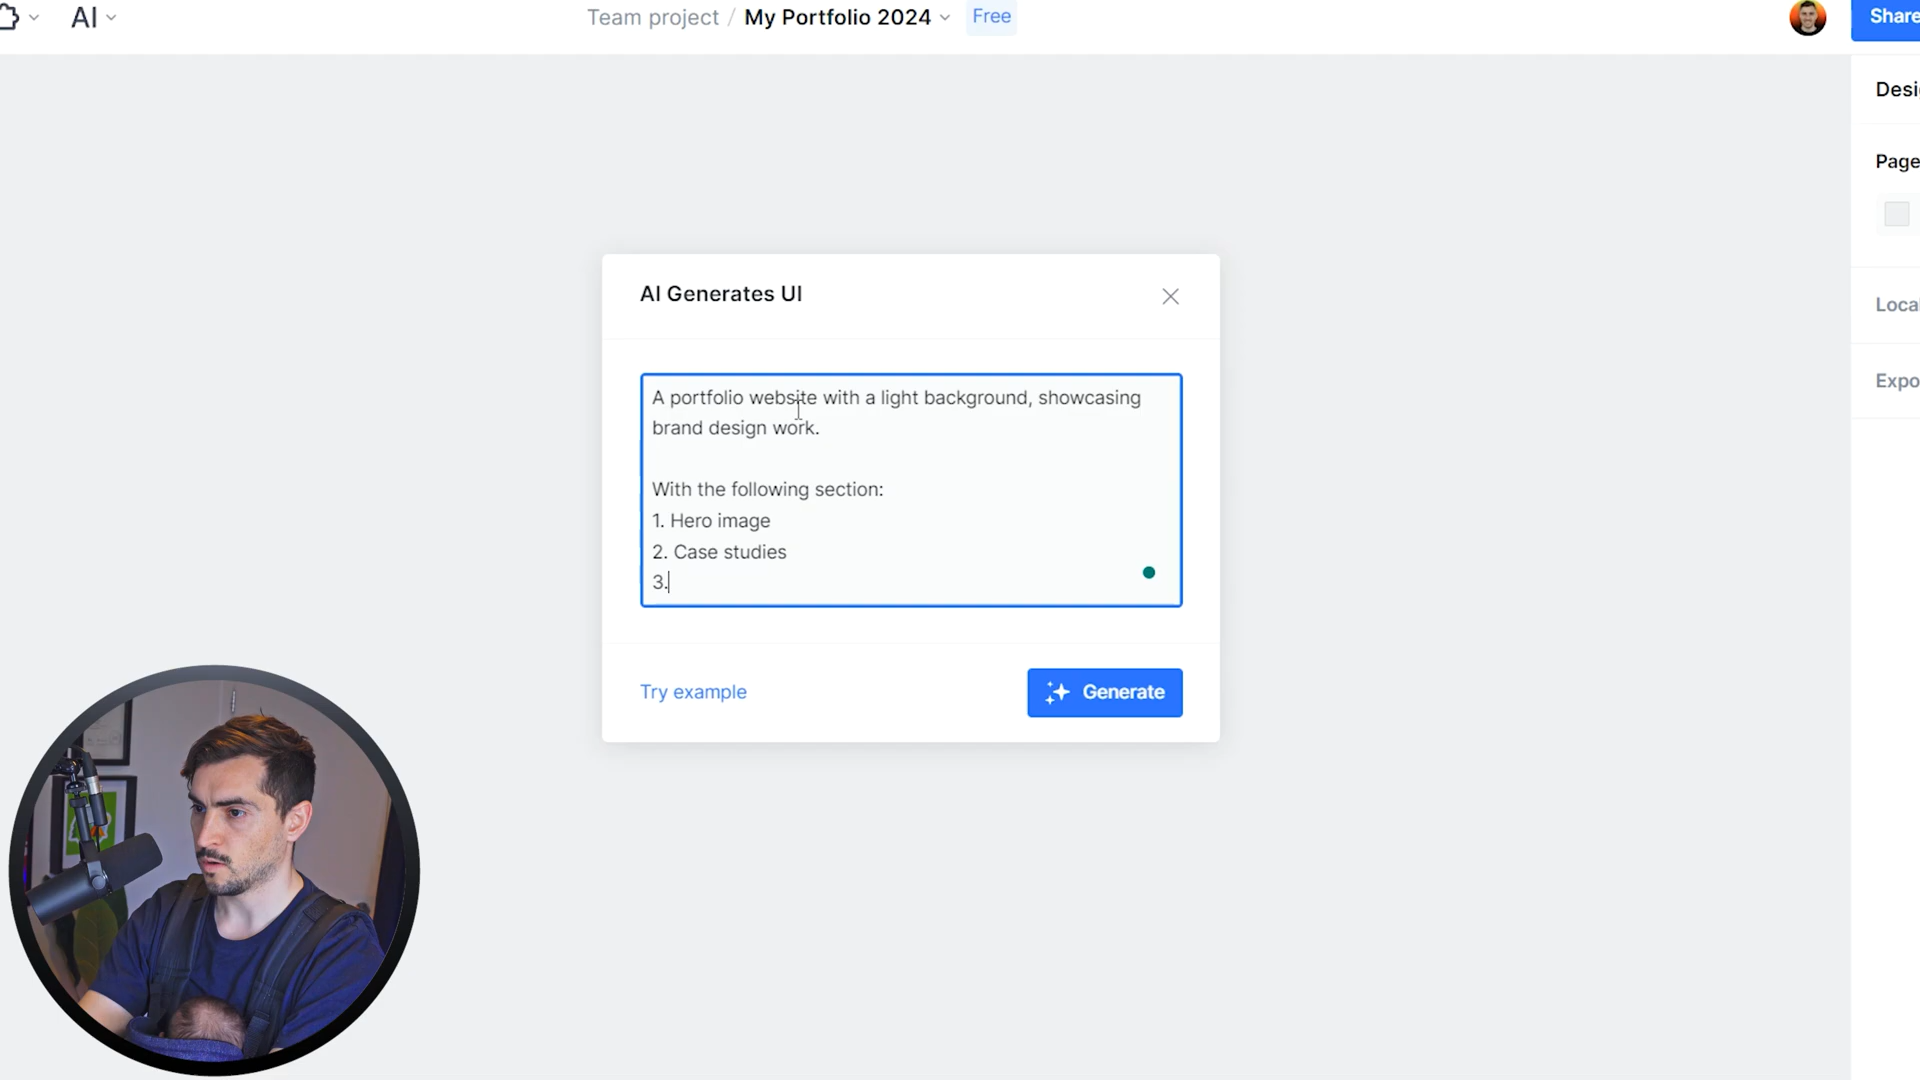 AI
Team project / My Portfolio 2024
Free
Share
Desi
Page
Local
Expo
AI Generates UI
A portfolio website with a light background, showcasing
brand design work.
With the following section:
1. Hero image
2. Case studies
3.
Try example
Generate